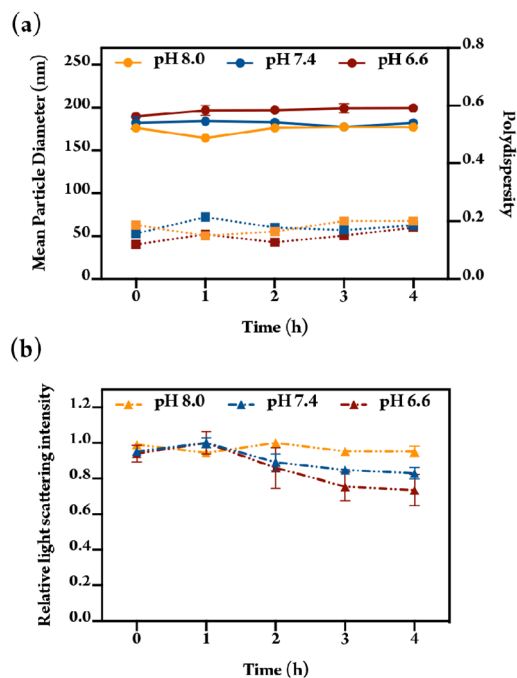 (a)
pH 8.0 pH 7.4 pH 6.6
Mean Particle Diameter (nm)
250
200
150
100
50
0
0.8
0.6
0.4
0.2
0.0
Polydispersity
0 1 2 3 4
Time (h)
(b)
pH 8.0 pH 7.4 pH 6.6
Relative light scattering intensity
1.2
1.0
0.8
0.6
0.4
0.2
0.0
0 1 2 3 4
Time (h)